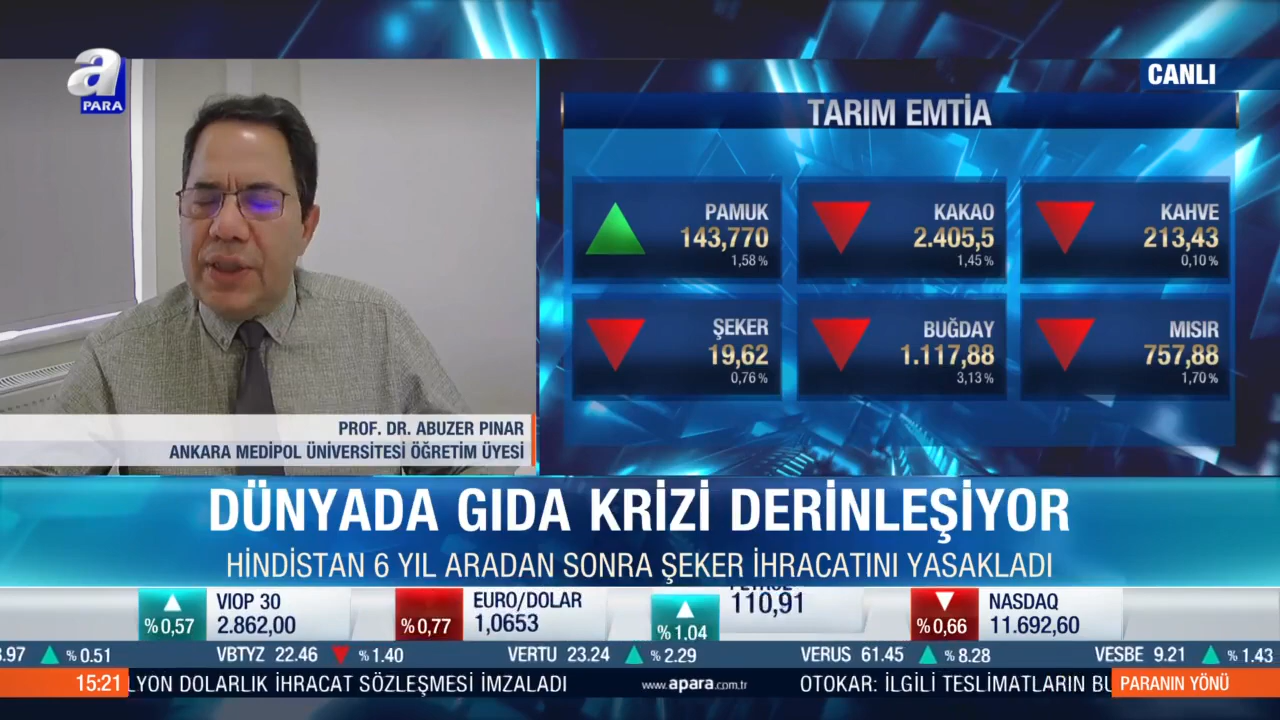 a
PARA
CANLI
TARIM EMTİA
PAMUK
143,770
1,58 %
KAKAO
2.405,5
1,45 %
KAHVE
213,43
0,10 %
ŞEKER
19,62
0,76 %
BUĞDAY
1.117,88
3,13 %
MISIR
757,88
1,70 %
PROF. DR. ABUZER PINAR
ANKARA MEDİPOL ÜNİVERSİTESİ ÖĞRETİM ÜYESİ
DÜNYADA GIDA KRİZİ DERİNLEŞİYOR
HİNDİSTAN 6 YIL ARADAN SONRA ŞEKER İHRACATINI YASAKLADI
% 0,57
VIOP 30
2.862,00
% 0,77
EURO/DOLAR
1,0653
% 1,04
110,91
% 0,66
NASDAQ
11.692,60
3.97 % 0.51 VBTYZ 22.46 % 1.40 VERTU 23.24 % 2.29 VERUS 61.45 % 8.28 VESBE 9.21 % 1.43
15:21
LYON DOLARLIK İHRACAT SÖZLEŞMESİ İMZALADI www.apara.com.tr OTOKAR: İLGİLİ TESLİMATLARIN BU
PARANIN YÖNÜ